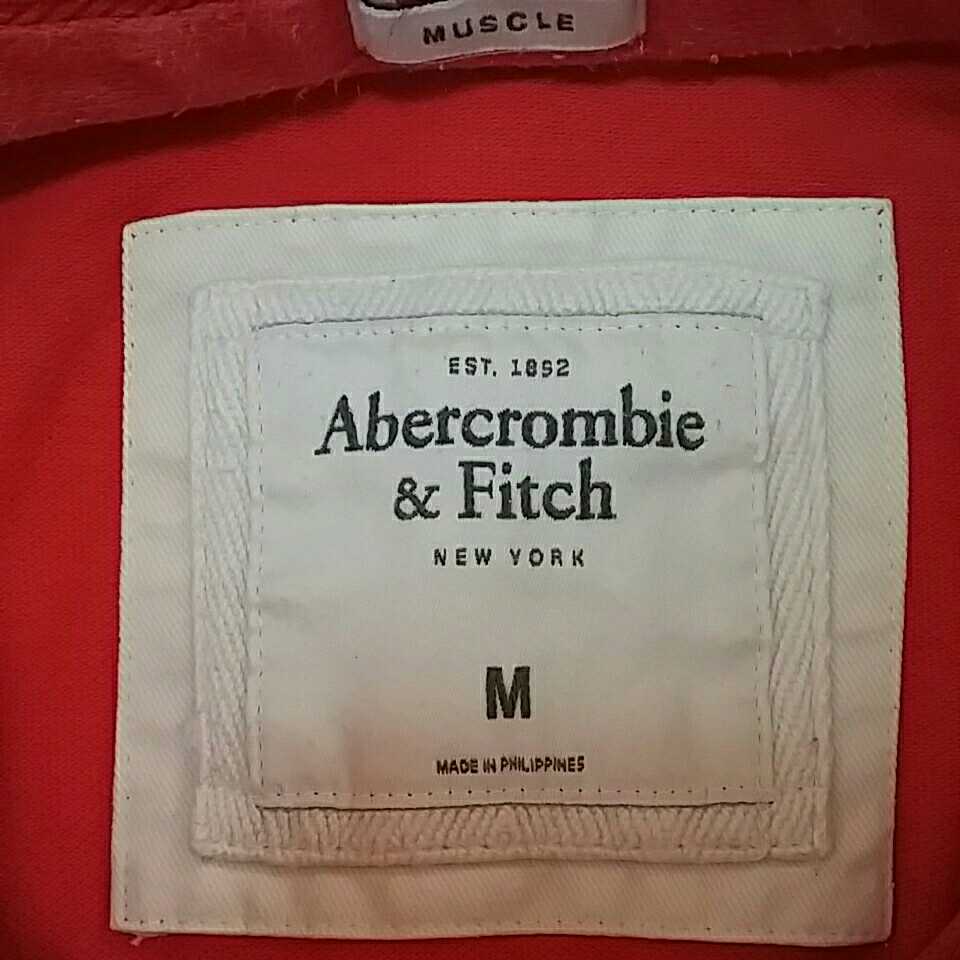 MUSCLE
EST. 1892
Abercrombie
& Fitch
NEW YORK
M
MADE IN PHILIPPINES